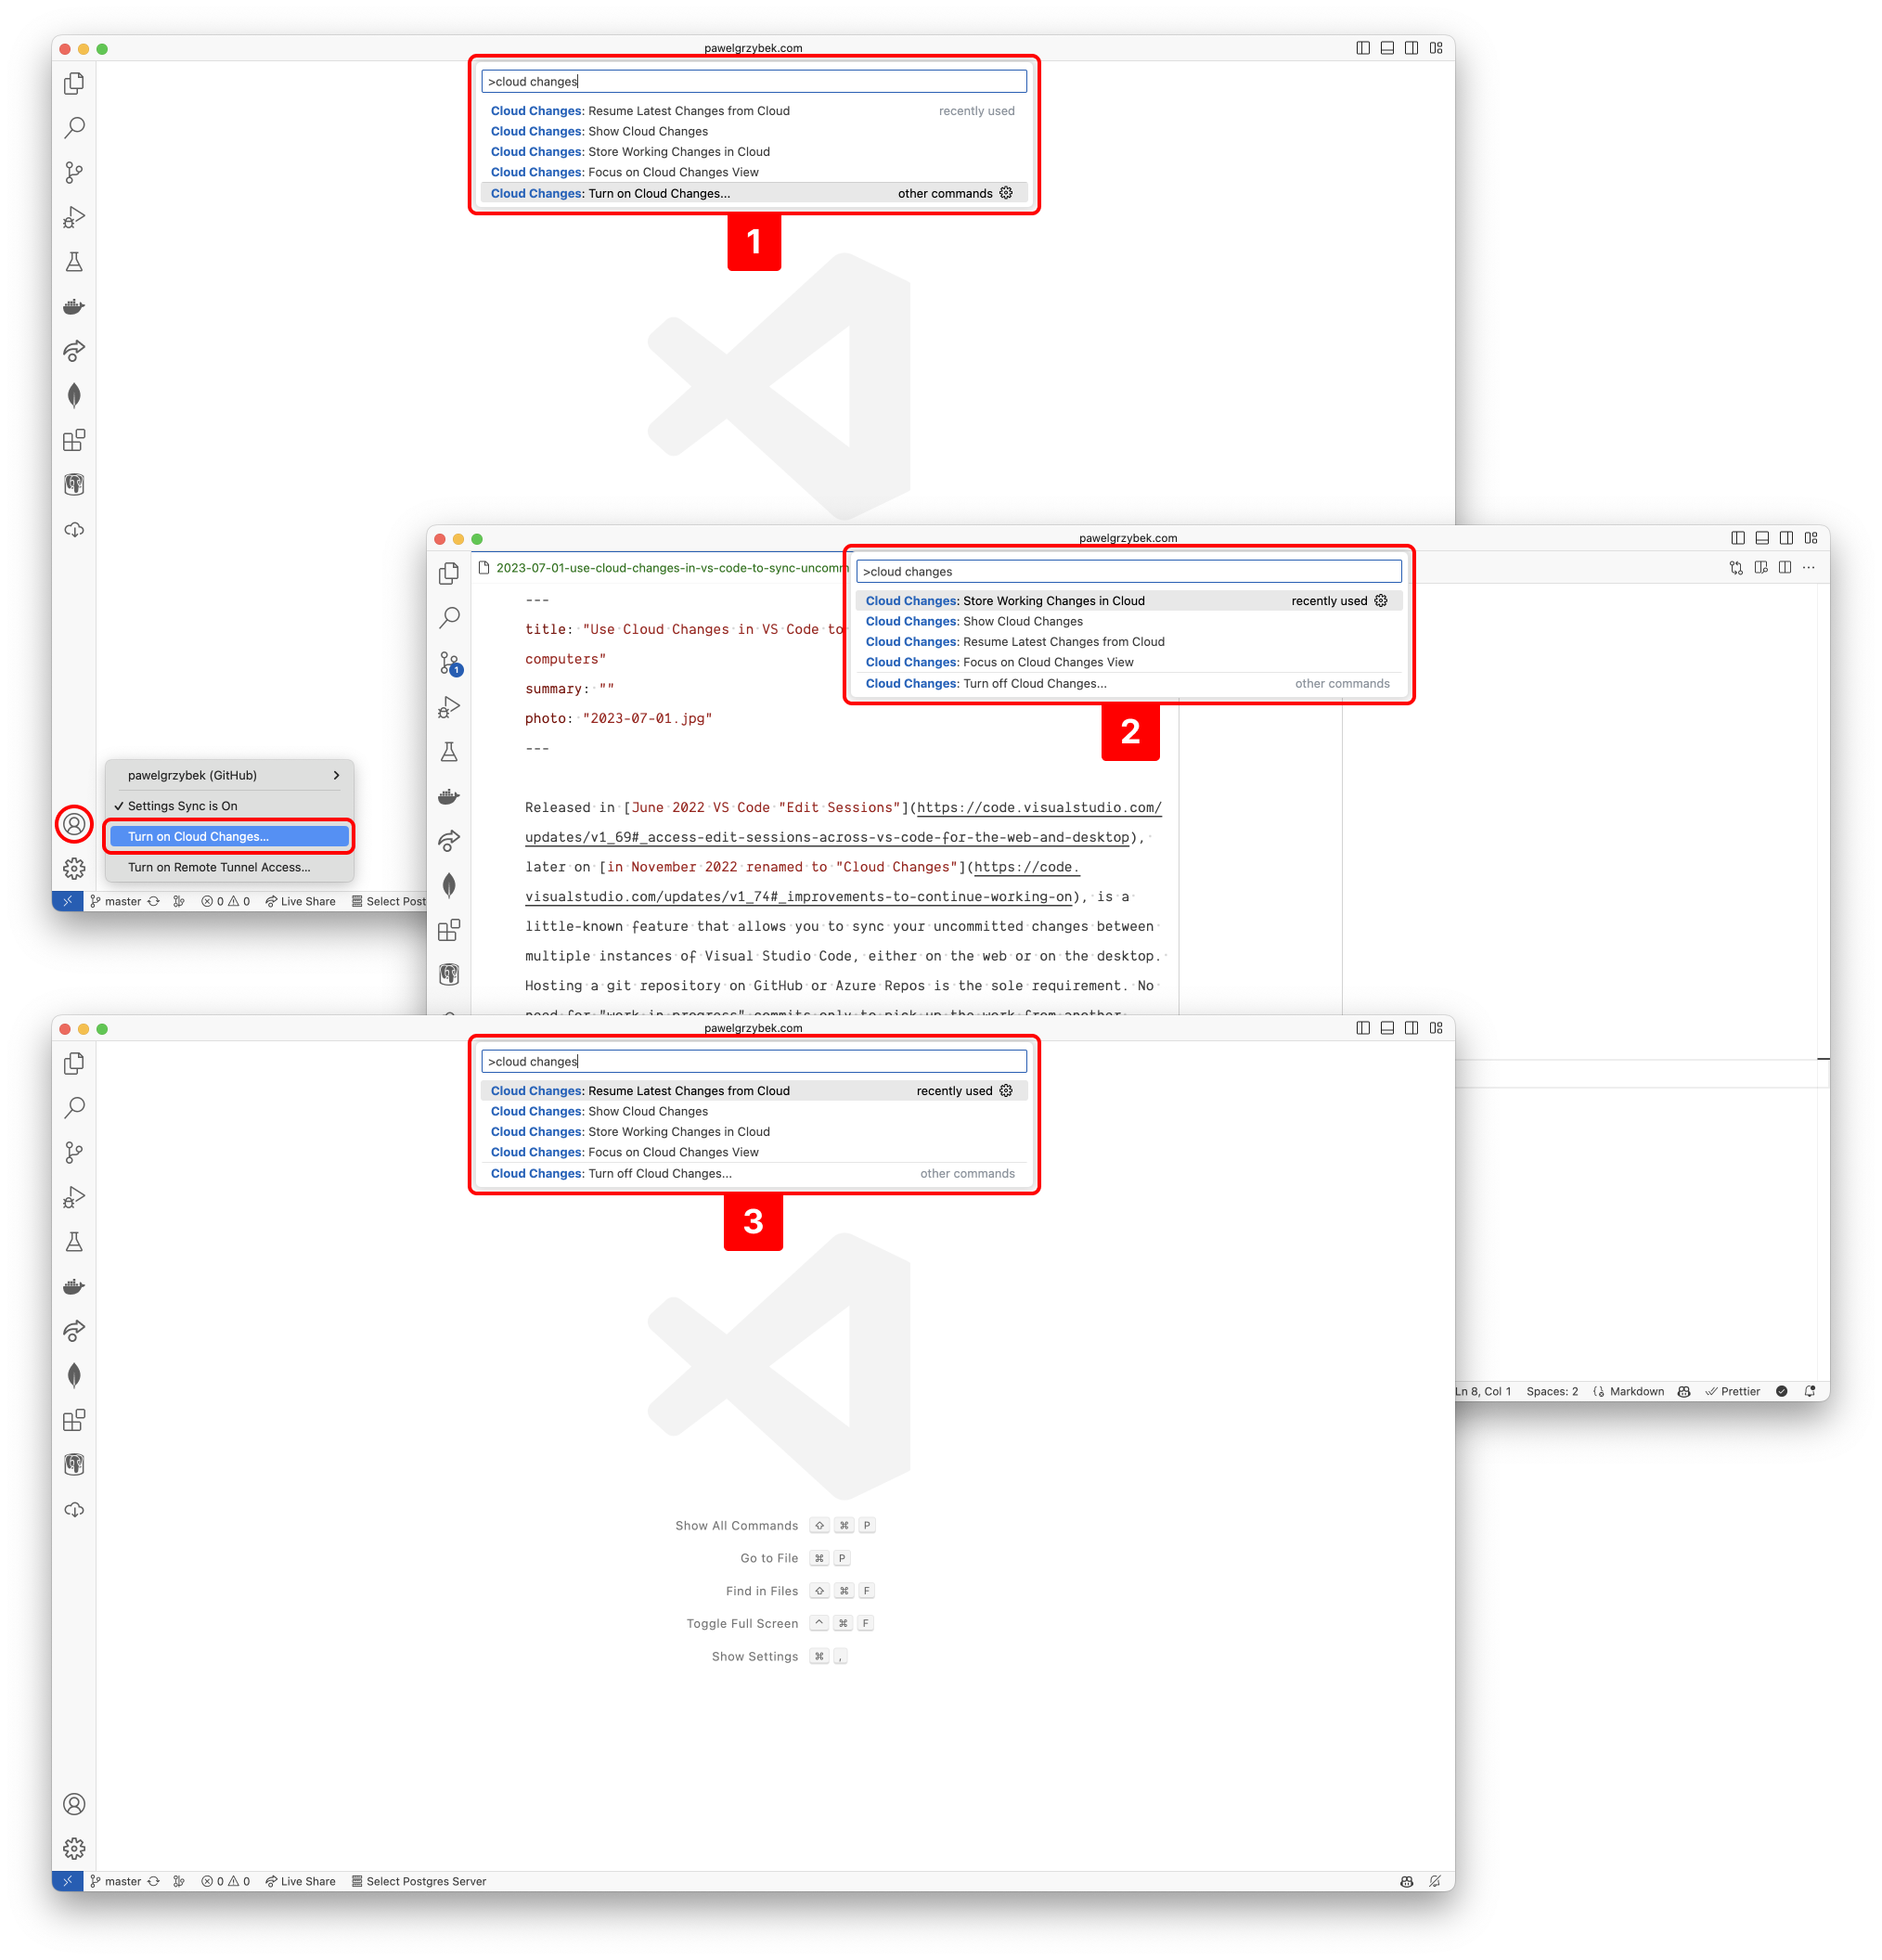 pawelgrzybek.com
>cloud changes
Cloud Changes: Resume Latest Changes from Cloud recently used
Cloud Changes: Show Cloud Changes
Cloud Changes: Store Working Changes in Cloud
Cloud Changes: Focus on Cloud Changes View
Cloud Changes: Turn on Cloud Changes... other commands
1
pawelgrzybek (GitHub)
Settings Sync is On
Turn on Cloud Changes...
Turn on Remote Tunnel Access...
master 0 0 Live Share Select Post
pawelgrzybek.com
2023-07-01-use-cloud-changes-in-vs-code-to-sync-uncomm
>cloud changes
Cloud Changes: Store Working Changes in Cloud recently used
Cloud Changes: Show Cloud Changes
Cloud Changes: Resume Latest Changes from Cloud
Cloud Changes: Focus on Cloud Changes View
Cloud Changes: Turn off Cloud Changes... other commands
2
1
---
title: "Use Cloud Changes in VS Code to
computers"
summary: ""
photo: "2023-07-01.jpg"
---
Released in [June 2022 VS Code "Edit Sessions"](https://code.visualstudio.com/
updates/v1_69#_access-edit-sessions-across-vs-code-for-the-web-and-desktop),
later on [in November 2022 renamed to "Cloud Changes"](https://code.
visualstudio.com/updates/v1_74#_improvements-to-continue-working-on), is a
little-known feature that allows you to sync your uncommitted changes between
multiple instances of Visual Studio Code, either on the web or on the desktop.
Hosting a git repository on GitHub or Azure Repos is the sole requirement. No
need for "work in progress" commits only to pick up the work from another
Ln 8, Col 1 Spaces: 2 Markdown Prettier
pawelgrzybek.com
>cloud changes
Cloud Changes: Resume Latest Changes from Cloud recently used
Cloud Changes: Show Cloud Changes
Cloud Changes: Store Working Changes in Cloud
Cloud Changes: Focus on Cloud Changes View
Cloud Changes: Turn off Cloud Changes... other commands
3
Show All Commands ⇧ ⌘ P
Go to File ⌘ P
Find in Files ⇧ ⌘ F
Toggle Full Screen ^ ⌘ F
Show Settings ⌘ ,
master 0 0 Live Share Select Postgres Server